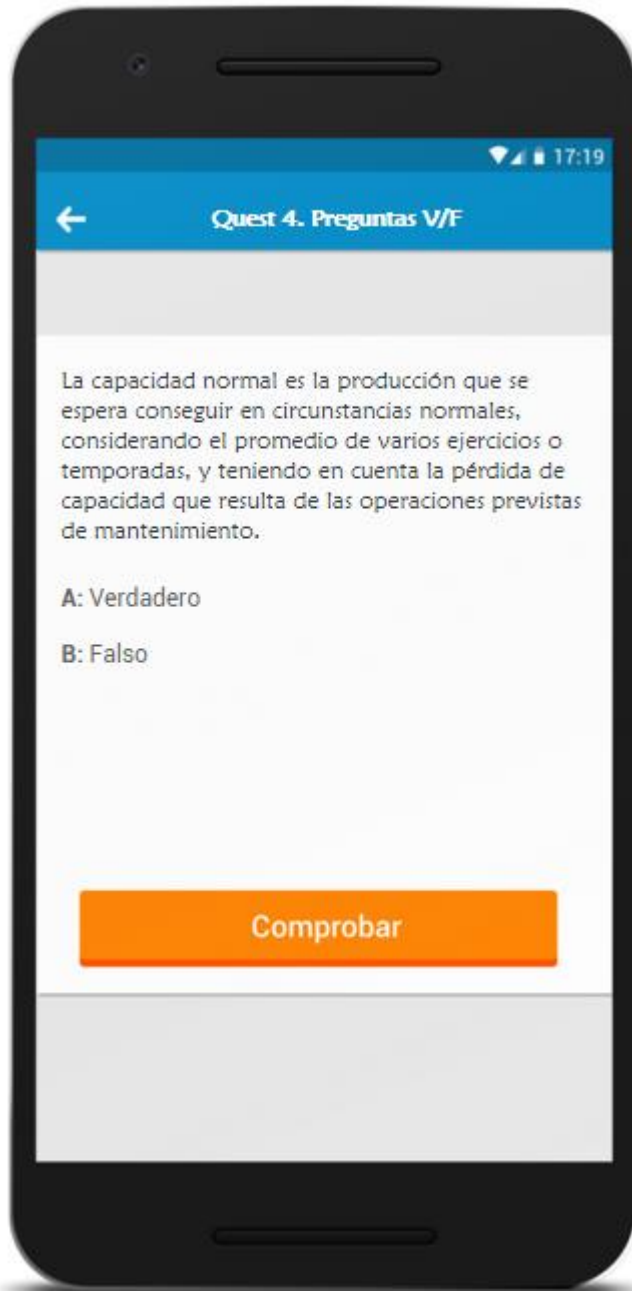 17:19
Quest 4. Preguntas V/F
La capacidad normal es la producción que se
espera conseguir en circunstancias normales,
considerando el promedio de varios ejercicios o
temporadas, y teniendo en cuenta la pérdida de
capacidad que resulta de las operaciones previstas
de mantenimiento.
A: Verdadero
B: Falso
Comprobar